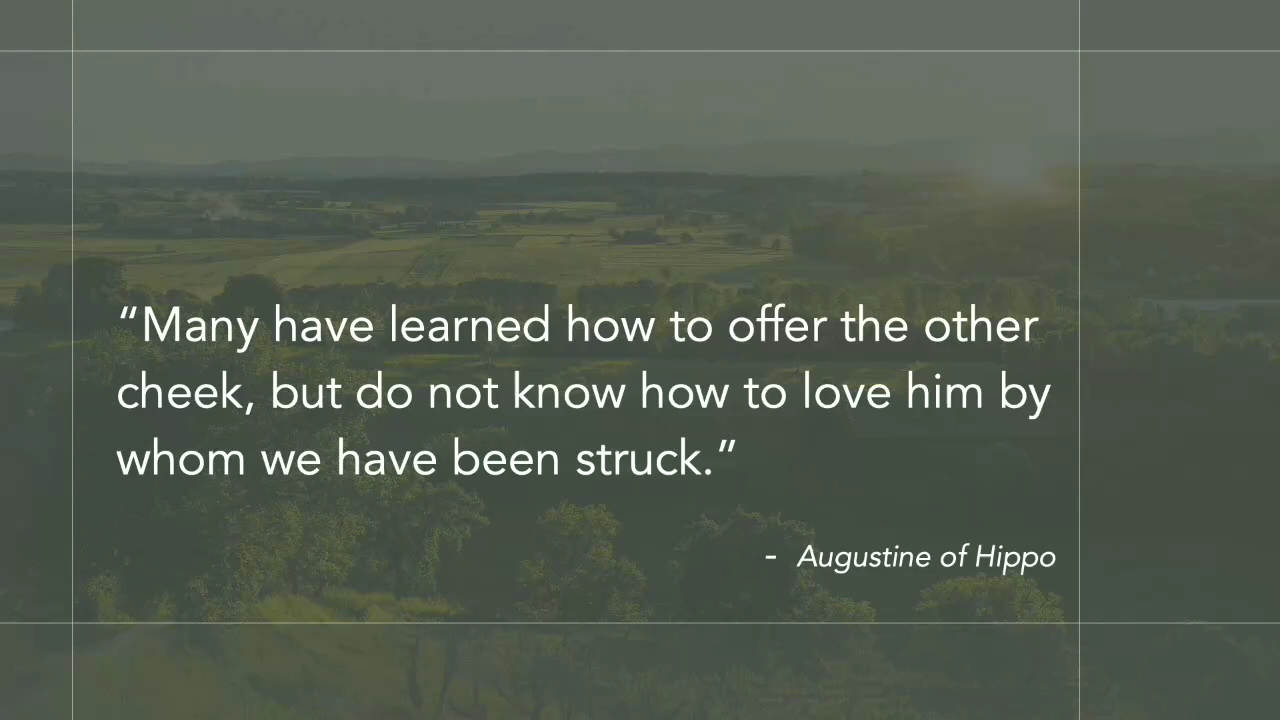 “Many have learned how to offer the other
cheek, but do not know how to love him by
whom we have been struck.”
- Augustine of Hippo